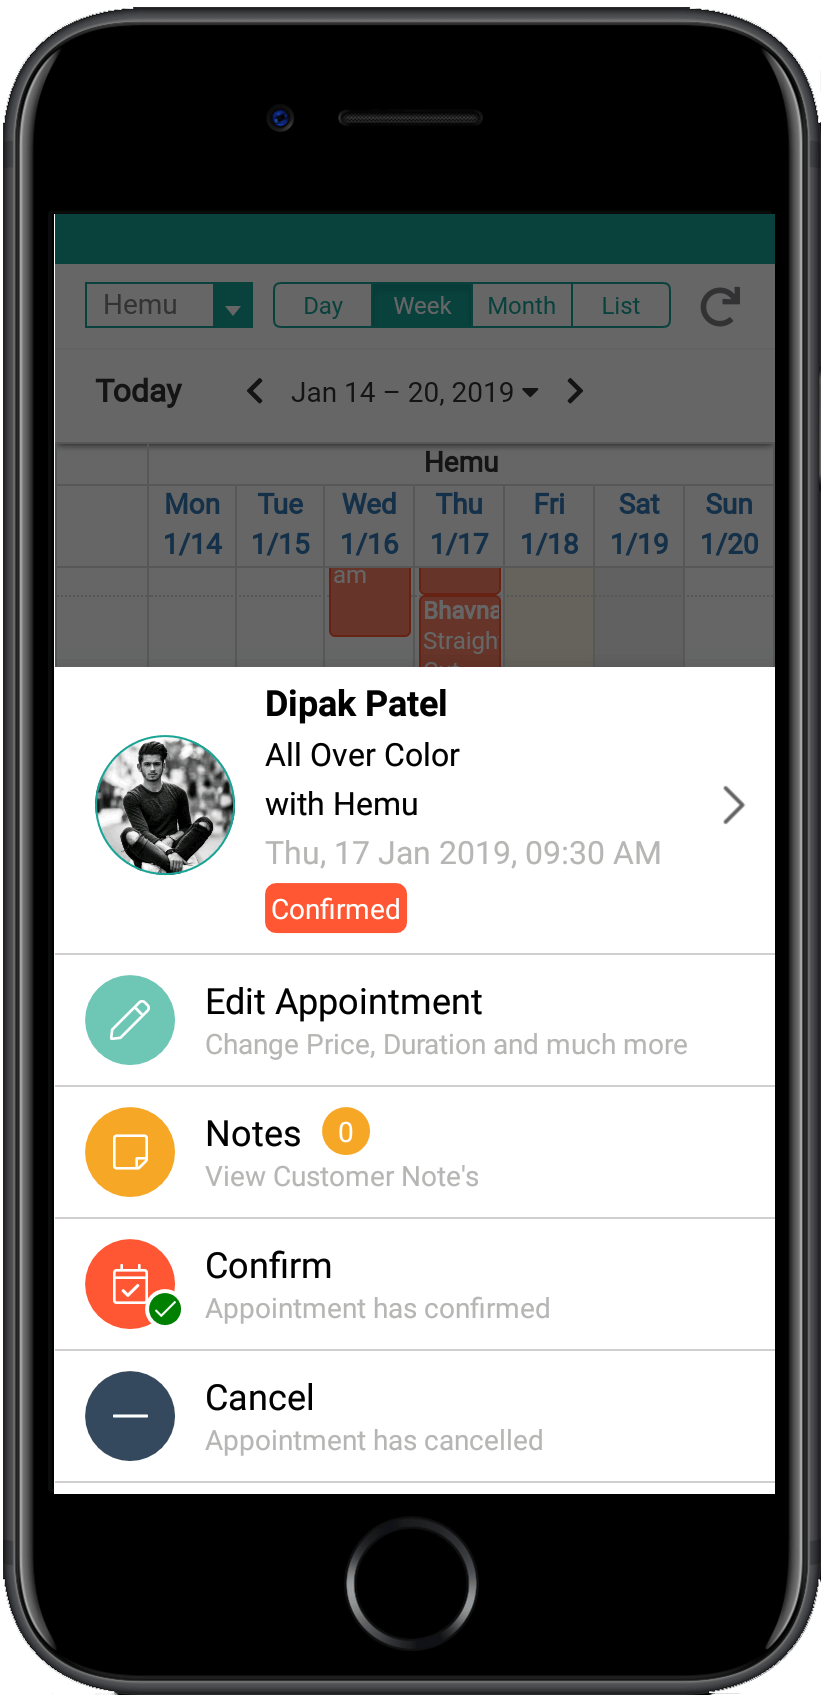 Hemu
Day Week Month List
Today Jan 14 – 20, 2019
Hemu
Mon Tue Wed Thu Fri Sat Sun
1/14 1/15 1/16 1/17 1/18 1/19 1/20
am
Bhavna
Straigh
Dipak Patel
All Over Color
with Hemu
Thu, 17 Jan 2019, 09:30 AM
Confirmed
Edit Appointment
Change Price, Duration and much more
Notes 0
View Customer Note's
Confirm
Appointment has confirmed
Cancel
Appointment has cancelled